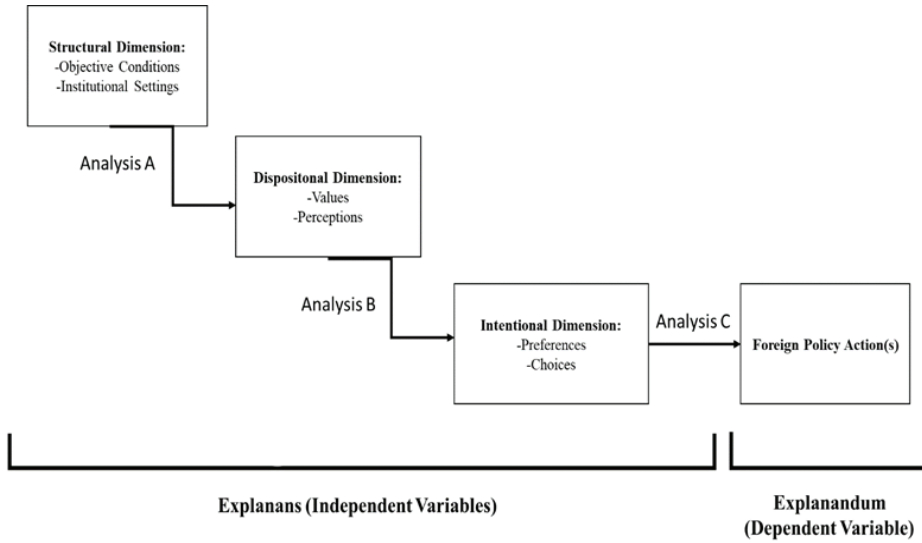 Structural Dimension:
-Objective Conditions
-Institutional Settings
Analysis A
Dispositonal Dimension:
-Values
-Perceptions
Analysis B
Intentional Dimension:
-Preferences
-Choices
Analysis C
Foreign Policy Action(s)
Explanans (Independent Variables)
Explanandum
(Dependent Variable)